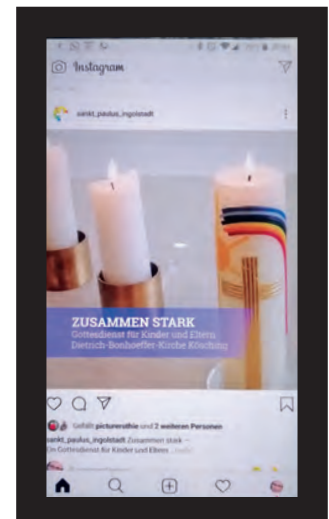 Instagram
sankt_paulus_ingolstadt
ZUSAMMEN STARK
Gottesdienst für Kinder und Eltern
Dietrich-Bonhoeffer-Kirche Kösching
Gefällt picturersthie und 2 weiteren Personen
sankt_paulus_ingolstadt Zusammen stark –
Ein Gottesdienst für Kinder und Eltern